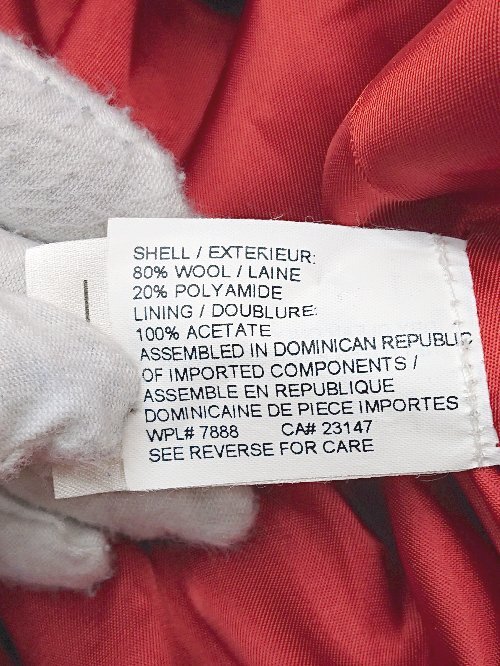 SHELL / EXTERIEUR:
80% WOOL / LAINE
20% POLYAMIDE
LINING / DOUBLURE:
100% ACETATE
ASSEMBLED IN DOMINICAN REPUBLIC
OF IMPORTED COMPONENTS /
ASSEMBLE EN REPUBLIQUE
DOMINICAINE DE PIECE IMPORTES
WPL# 7888 CA# 23147
SEE REVERSE FOR CARE